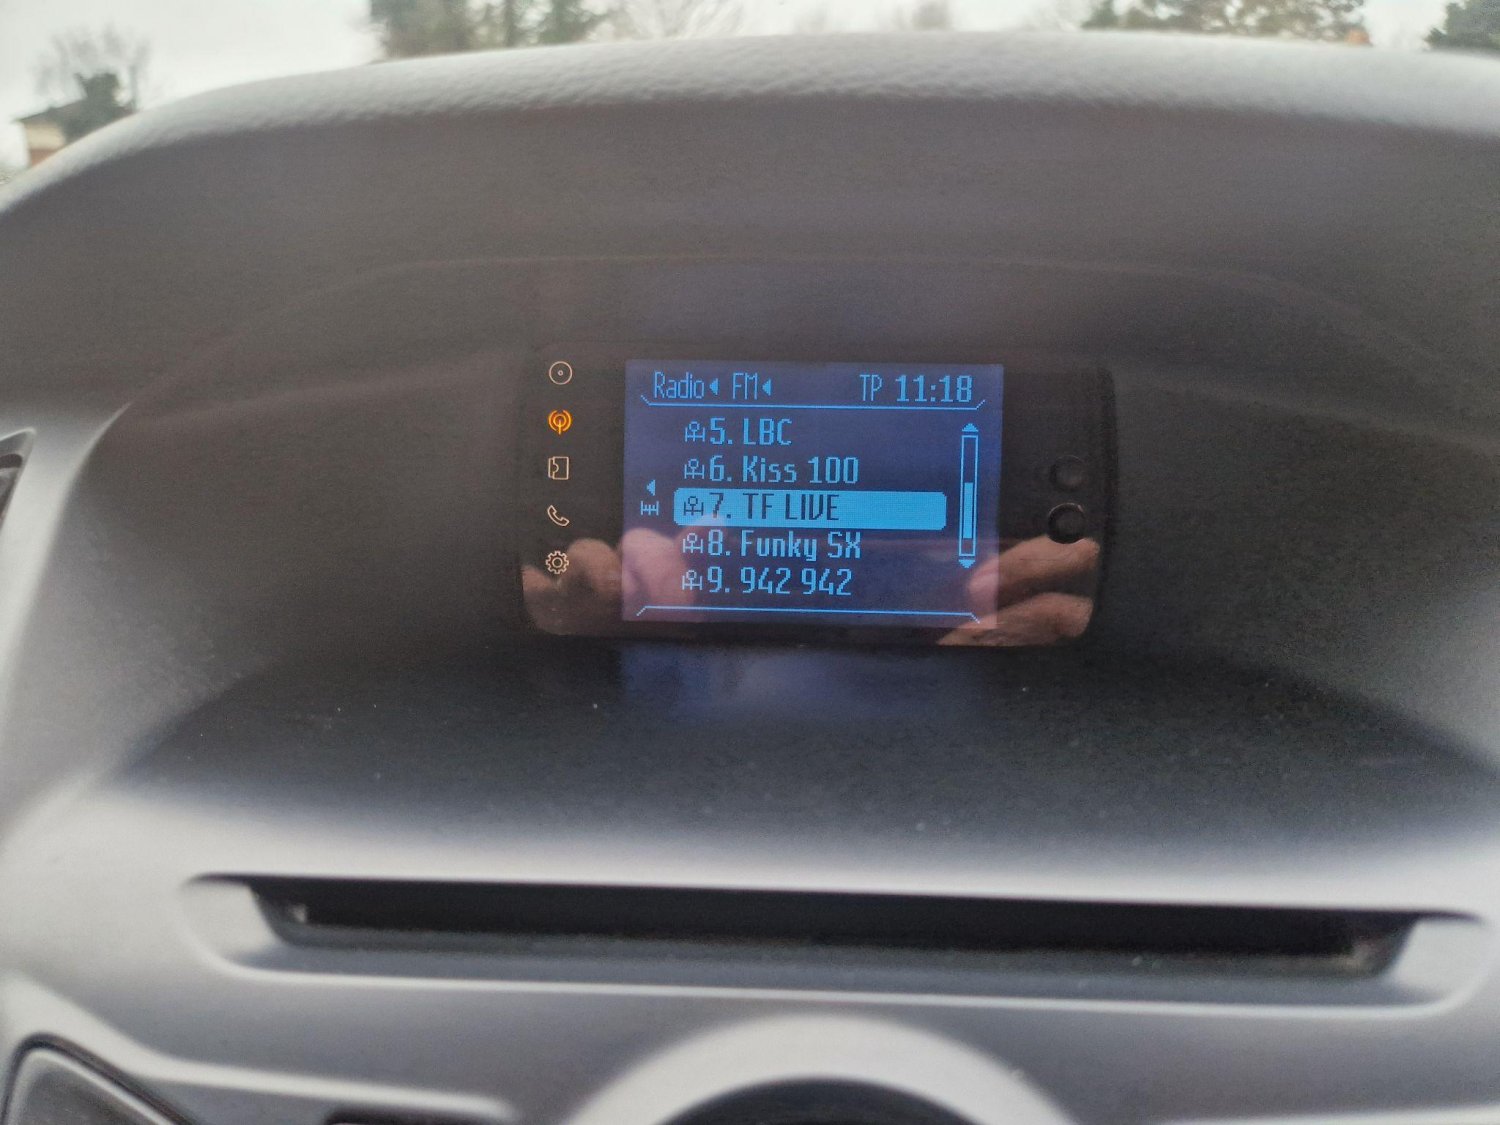 Radio FM TP 11:18
5. LBC
6. Kiss 100
7. TF LIVE
8. Funky SX
9. 942 942